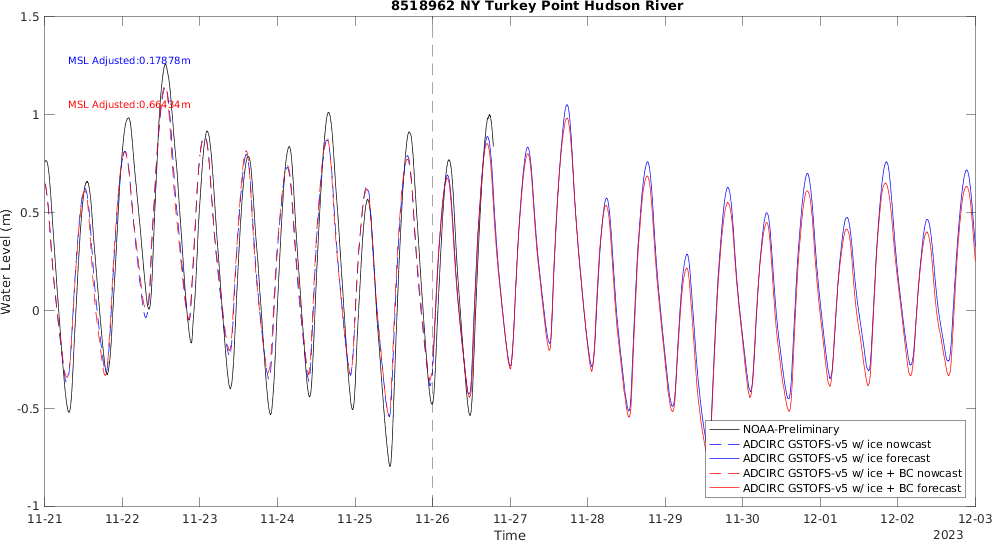 8518962 NY Turkey Point Hudson River
MSL Adjusted:0.17878m
MSL Adjusted:0.66434m
Water Level (m)
1.5
1
0.5
0
-0.5
-1
NOAA-Preliminary
ADCIRC GSTOFS-v5 w/ ice nowcast
ADCIRC GSTOFS-v5 w/ ice forecast
ADCIRC GSTOFS-v5 w/ ice + BC nowcast
ADCIRC GSTOFS-v5 w/ ice + BC forecast
11-21 11-22 11-23 11-24 11-25 11-26 11-27 11-28 11-29 11-30 12-01 12-02 12-03
Time
2023